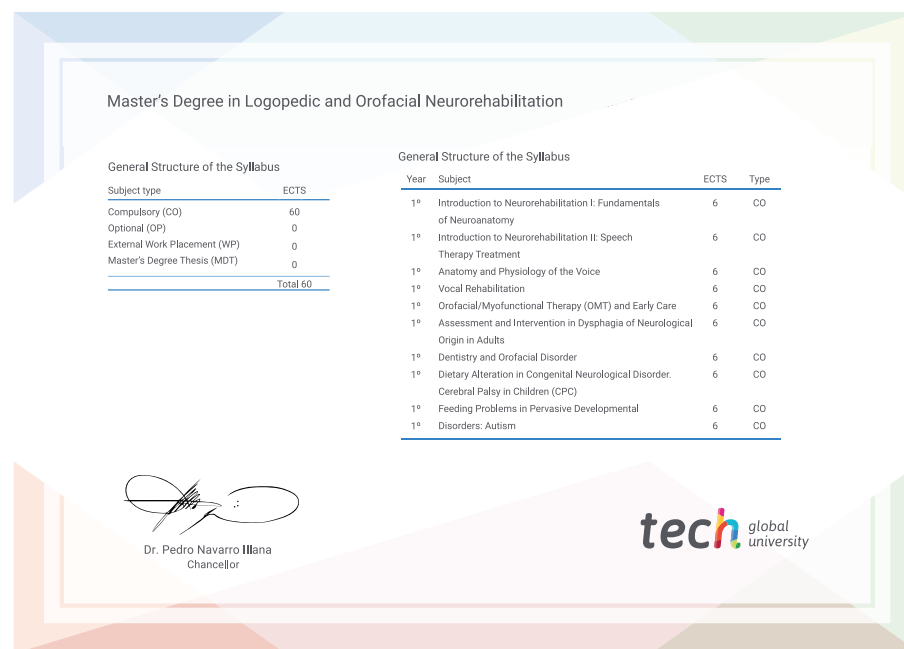 Master's Degree in Logopedic and Orofacial Neurorehabilitation
General Structure of the Syllabus
Subject type ECTS
Compulsory (CO) 60
Optional (OP) 0
External Work Placement (WP) 0
Master's Degree Thesis (MDT) 0
Total 60
General Structure of the Syllabus
Year Subject ECTS Type
1º Introduction to Neurorehabilitation I: Fundamentals 6 CO
of Neuroanatomy
1º Introduction to Neurorehabilitation II: Speech 6 CO
Therapy Treatment
1º Anatomy and Physiology of the Voice 6 CO
1º Vocal Rehabilitation 6 CO
1º Orofacial/Myofunctional Therapy (OMT) and Early Care 6 CO
1º Assessment and Intervention in Dysphagia of Neurological 6 CO
Origin in Adults
1º Dentistry and Orofacial Disorder 6 CO
1º Dietary Alteration in Congenital Neurological Disorder. 6 CO
Cerebral Palsy in Children (CPC)
1º Feeding Problems in Pervasive Developmental 6 CO
1º Disorders: Autism 6 CO
Dr. Pedro Navarro Illana
Chancellor
tech global
university